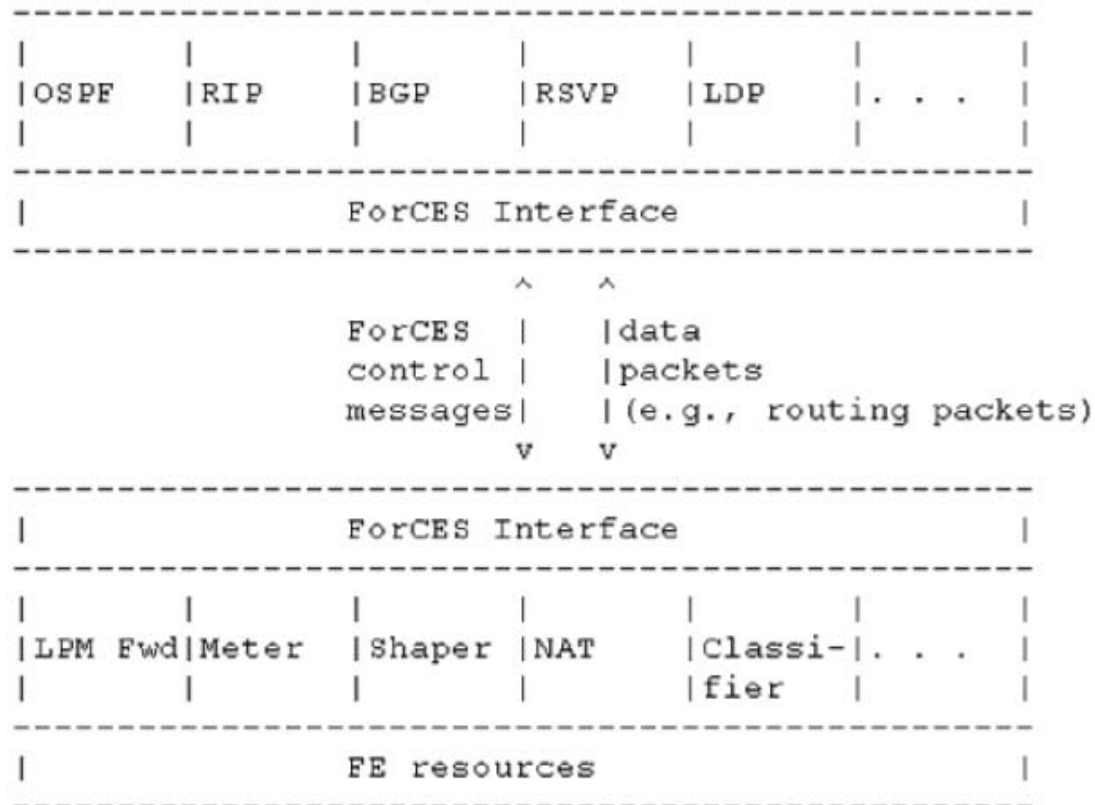 |OSPF |RIP |BGP |RSVP |LDP |. . . |
| ForCES Interface |
^ ^
ForCES | |data
control | |packets
messages| |(e.g., routing packets)
v v
| ForCES Interface |
|LPM Fwd|Meter |Shaper |NAT |Classi-|. . . |
| | | | |fier | |
| FE resources |